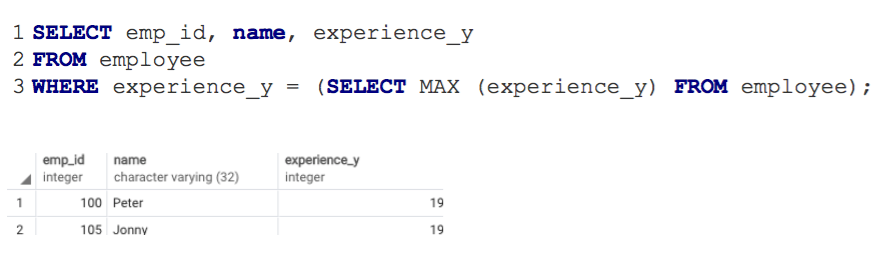 1 SELECT emp_id, name, experience_y
2 FROM employee
3 WHERE experience_y = (SELECT MAX (experience_y) FROM employee);
emp_id name experience_y
integer character varying (32) integer
1 100 Peter 19
2 105 Jonny 19